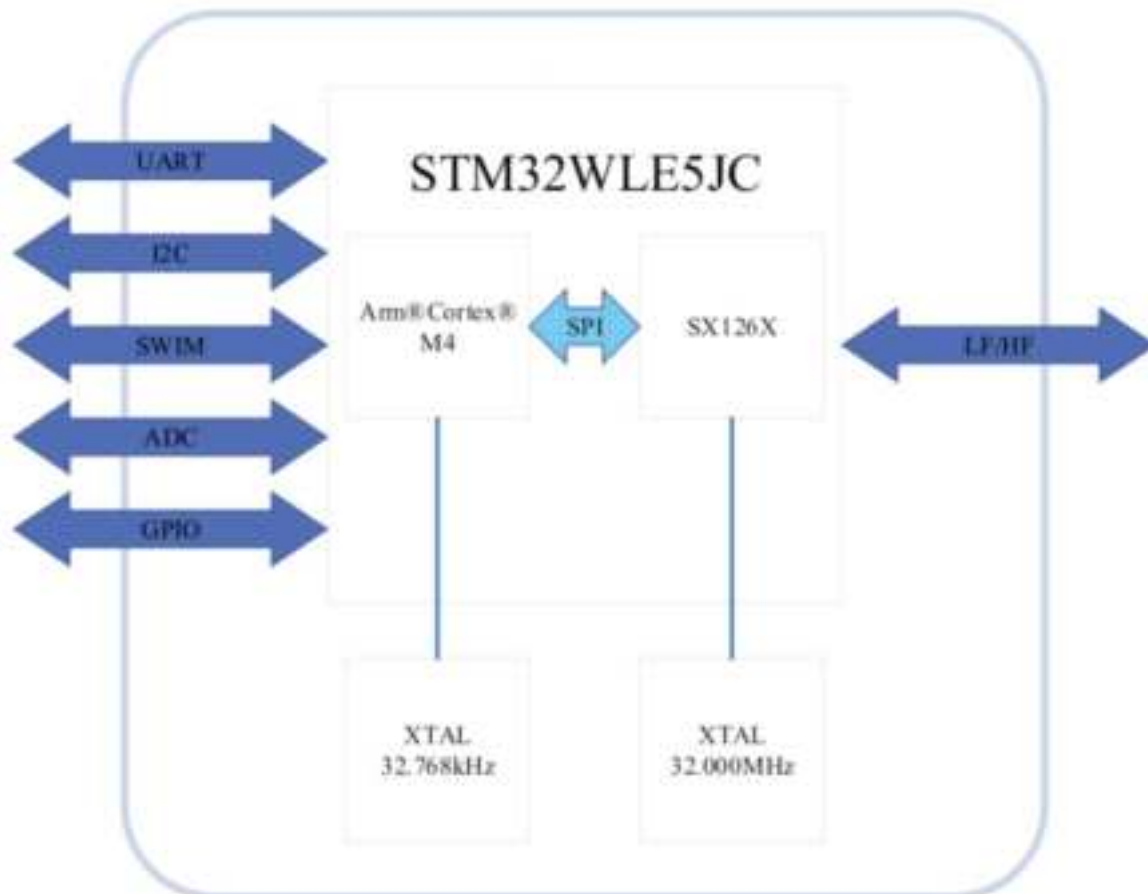 STM32WLE5JC
UART
I2C
SWIM
ADC
GPIO
Arm®Cortex®
M4
SPI
SX126X
LF/HF
XTAL
32.768kHz
XTAL
32.000MHz